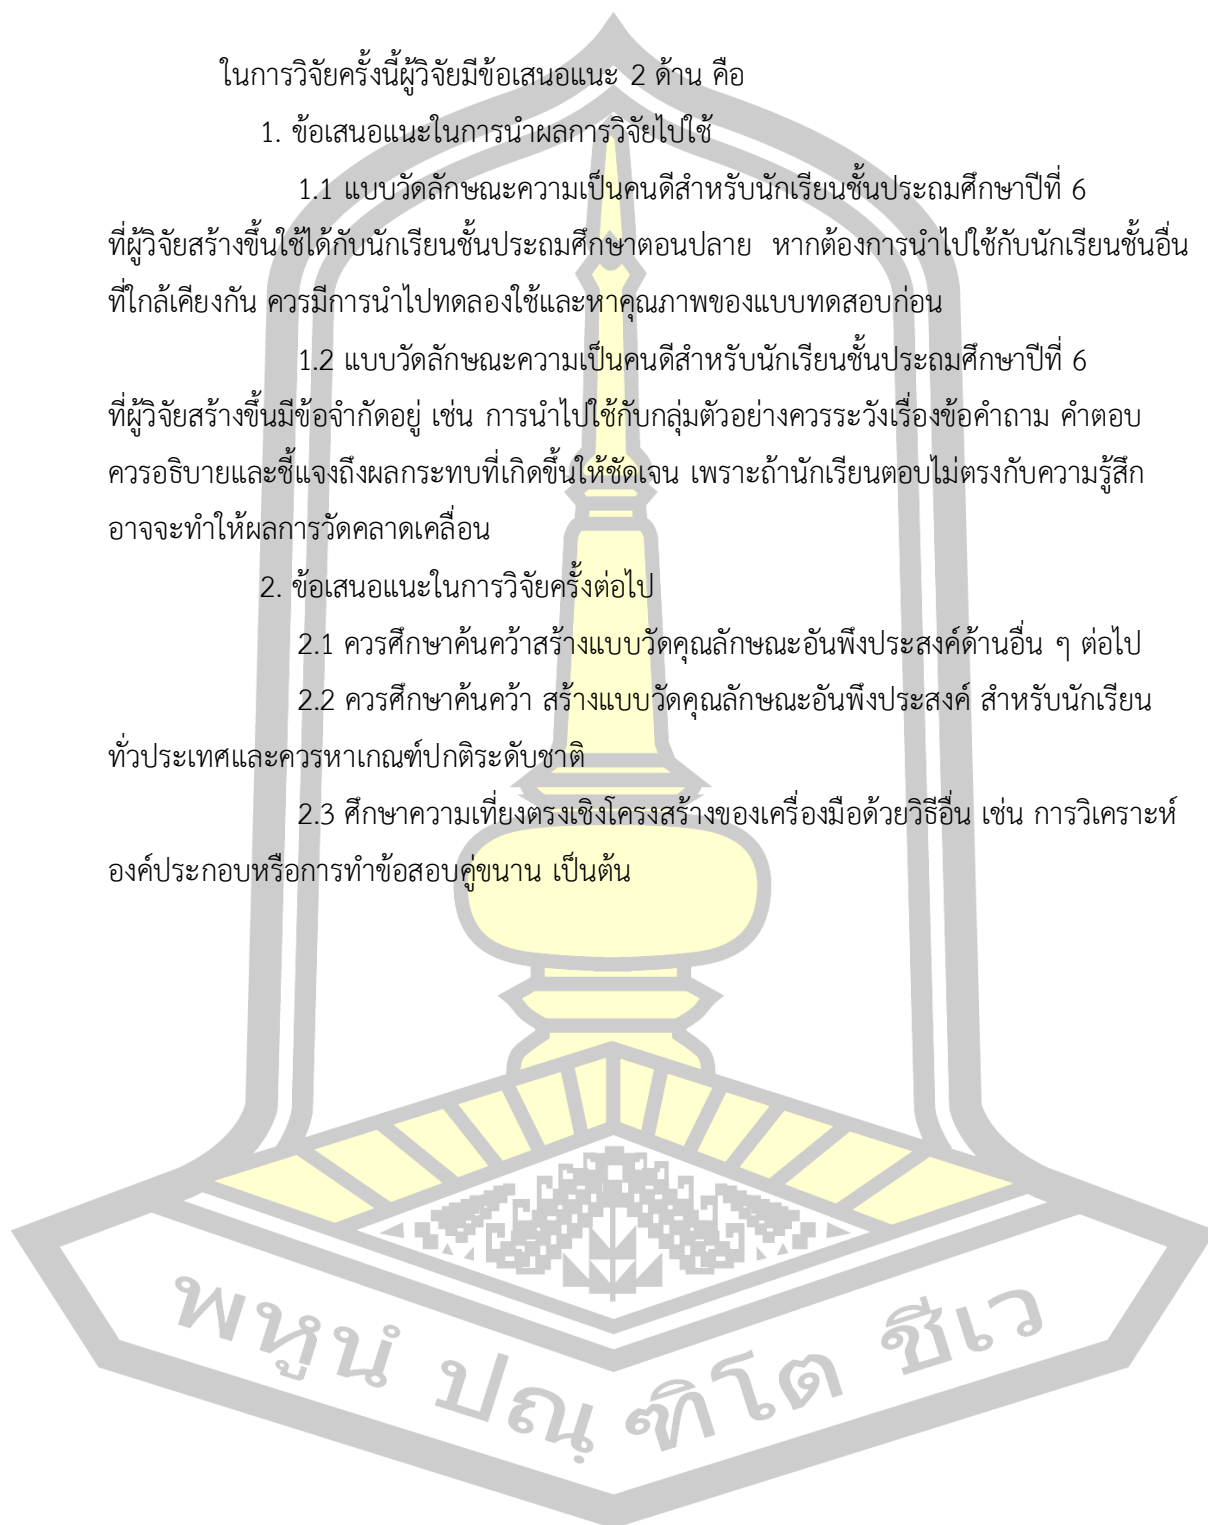 ในการวิจัยครั้งนี้ผู้วิจัยมีข้อเสนอแนะ 2 ด้าน คือ
1. ข้อเสนอแนะในการนำผลการวิจัยไปใช้
1.1 แบบวัดลักษณะความเป็นคนดีสำหรับนักเรียนชั้นประถมศึกษาปีที่ 6
ที่ผู้วิจัยสร้างขึ้นใช้ได้กับนักเรียนชั้นประถมศึกษาตอนปลาย หากต้องการนำไปใช้กับนักเรียนชั้นอื่น
ที่ใกล้เคียงกัน ควรมีการนำไปทดลองใช้และหาคุณภาพของแบบทดสอบก่อน
1.2 แบบวัดลักษณะความเป็นคนดีสำหรับนักเรียนชั้นประถมศึกษาปีที่ 6
ที่ผู้วิจัยสร้างขึ้นมีข้อจำกัดอยู่ เช่น การนำไปใช้กับกลุ่มตัวอย่างควรระวังเรื่องข้อคำถาม คำตอบ
ควรอธิบายและชี้แจงถึงผลกระทบที่เกิดขึ้นให้ชัดเจน เพราะถ้านักเรียนตอบไม่ตรงกับความรู้สึก
อาจจะทำให้ผลการวัดคลาดเคลื่อน
2. ข้อเสนอแนะในการวิจัยครั้งต่อไป
2.1 ควรศึกษาค้นคว้าสร้างแบบวัดคุณลักษณะอันพึงประสงค์ด้านอื่น ๆ ต่อไป
2.2 ควรศึกษาค้นคว้า สร้างแบบวัดคุณลักษณะอันพึงประสงค์ สำหรับนักเรียน
ทั่วประเทศและควรหาเกณฑ์ปกติระดับชาติ
2.3 ศึกษาความเที่ยงตรงเชิงโครงสร้างของเครื่องมือด้วยวิธีอื่น เช่น การวิเคราะห์
องค์ประกอบหรือการทำข้อสอบคู่ขนาน เป็นต้น
พหูนํ ปณฺฑิโต ชีเว